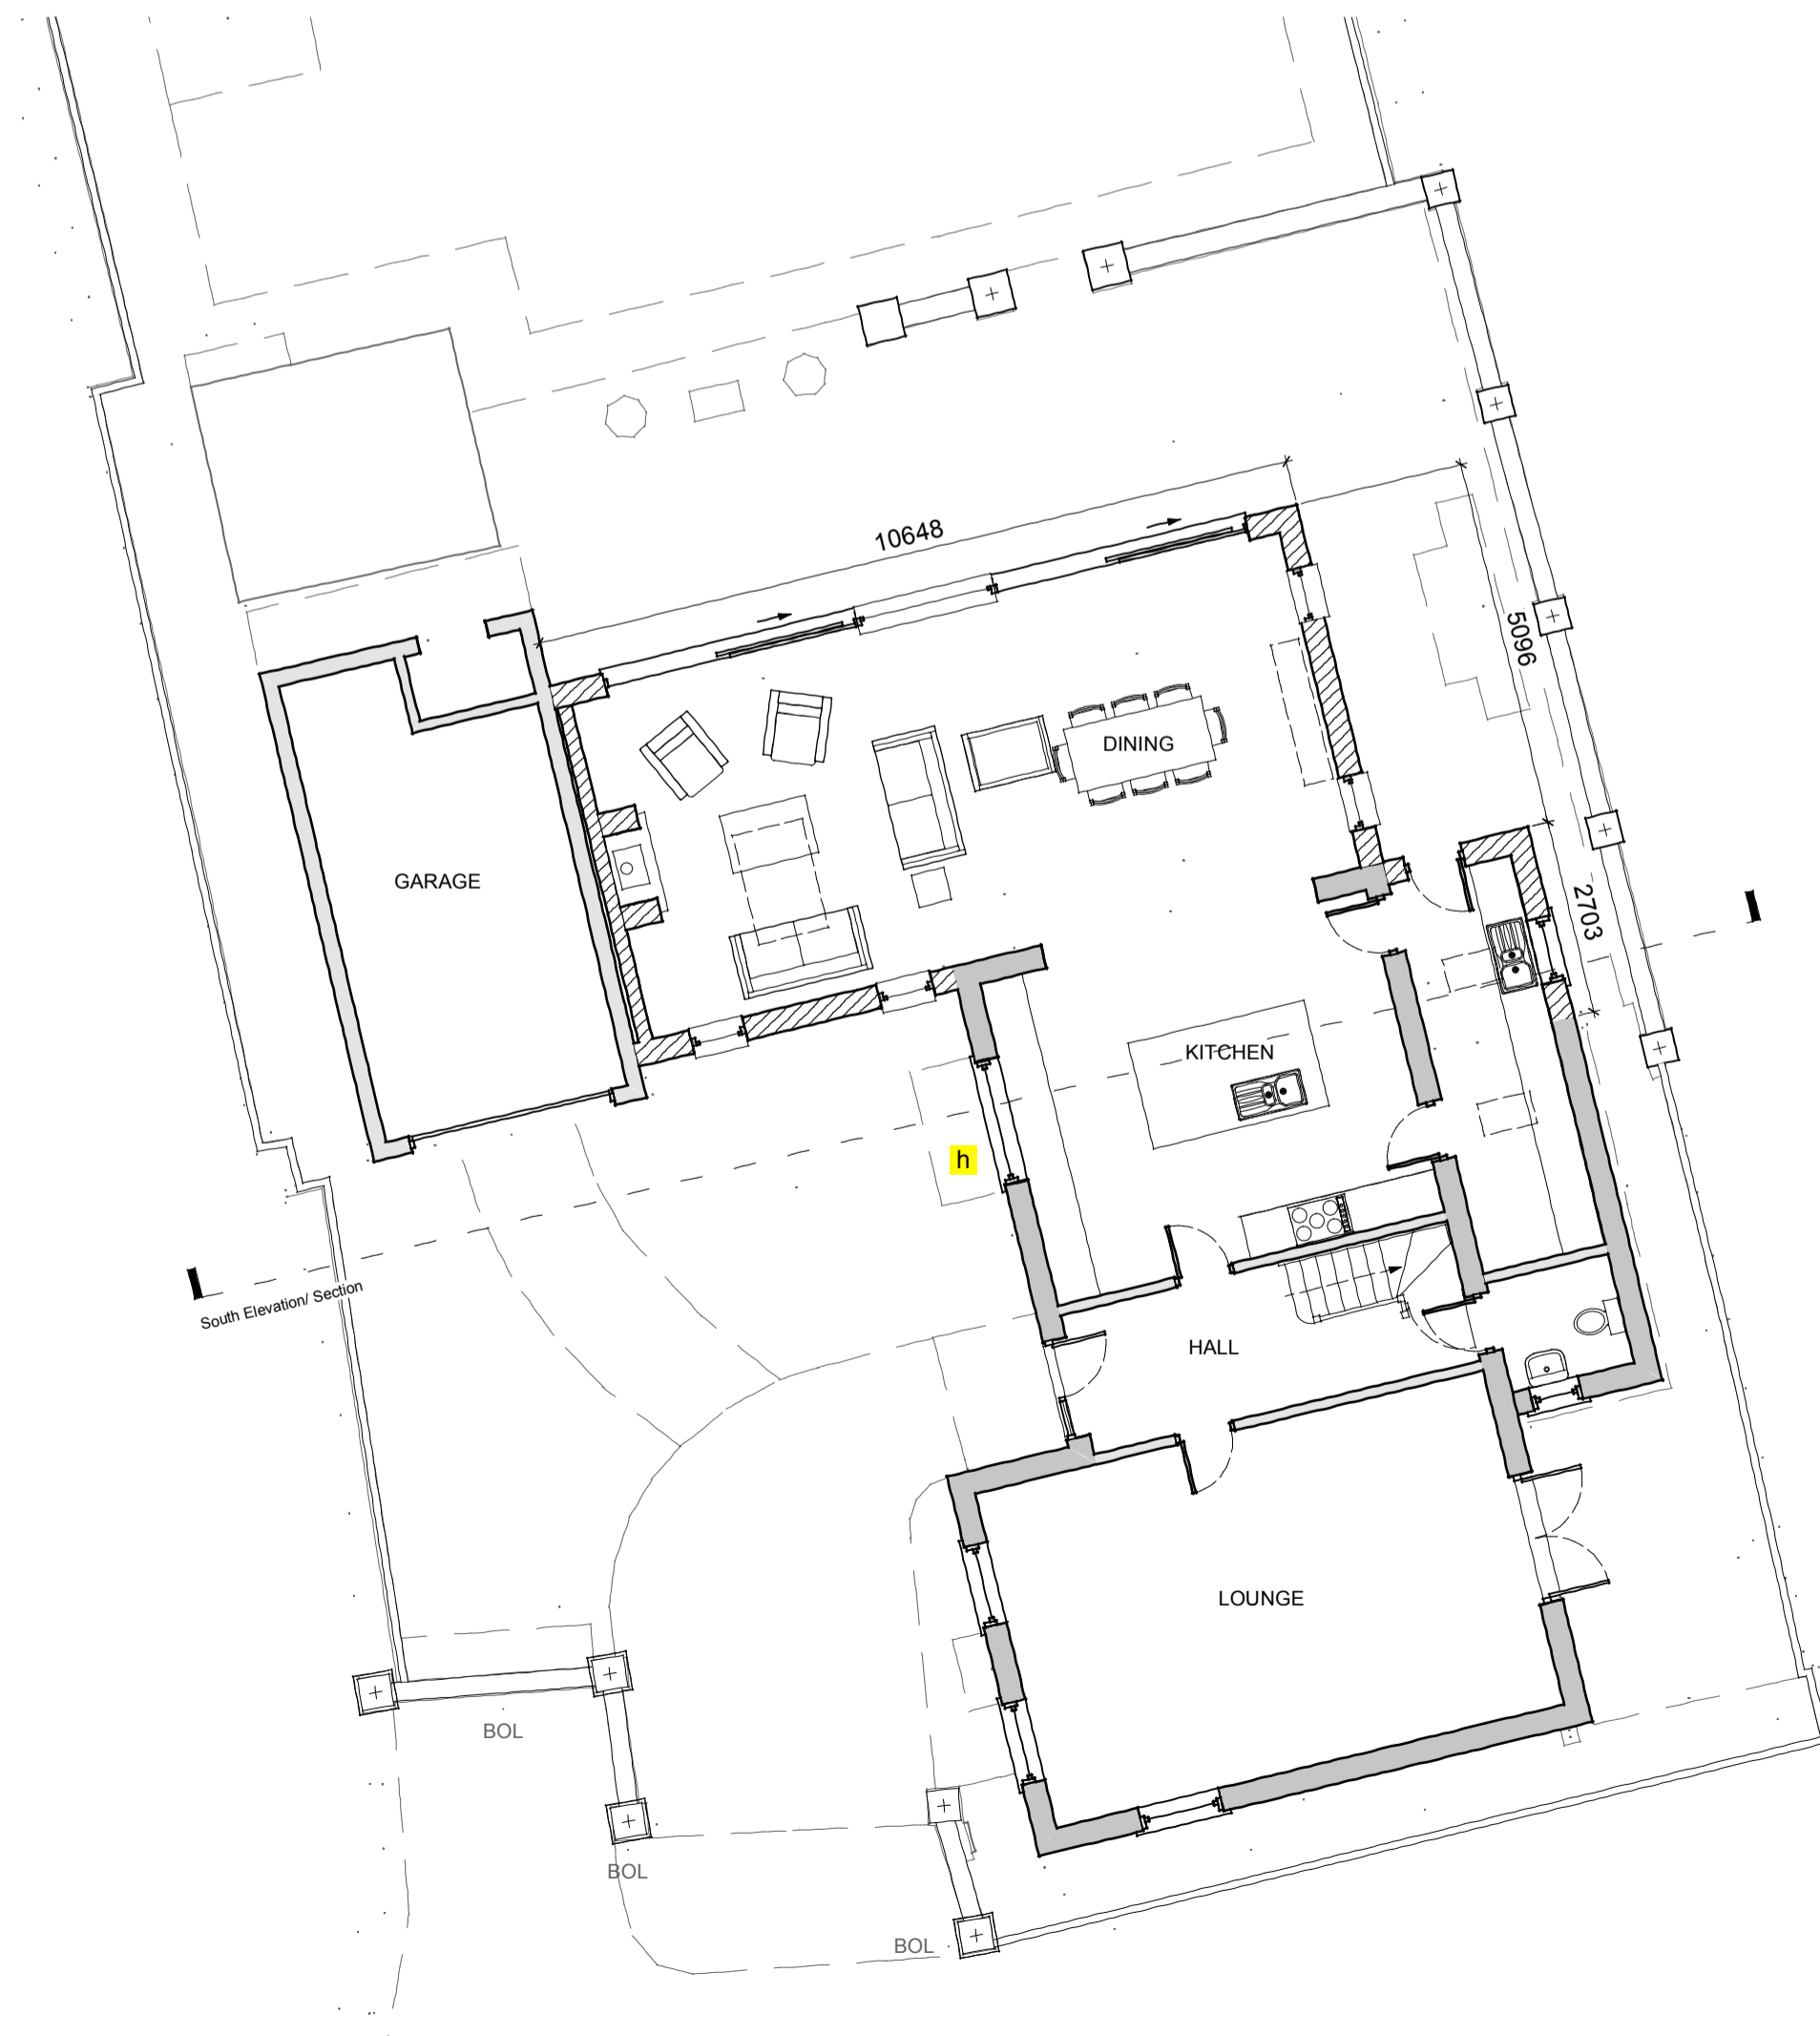 10648
5096
DINING
GARAGE
2703
KITCHEN
h
South Elevation/ Section
HALL
LOUNGE
BOL
BOL
BOL